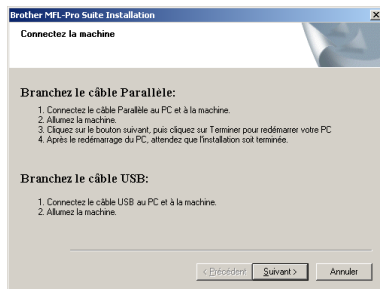 Brother MFL-Pro Suite Installation
Connectez la machine
Branchez le câble Parallèle:
1. Connectez le câble Parallèle au PC et à la machine.
2. Allumez la machine.
3. Cliquez sur le bouton suivant, puis cliquez sur Terminer pour redémarrer votre PC
4. Après le redémarrage du PC, attendez que l'installation soit terminée.
Branchez le câble USB:
1. Connectez le câble USB au PC et à la machine.
2. Allumez la machine.
< Précédent Suivant > Annuler